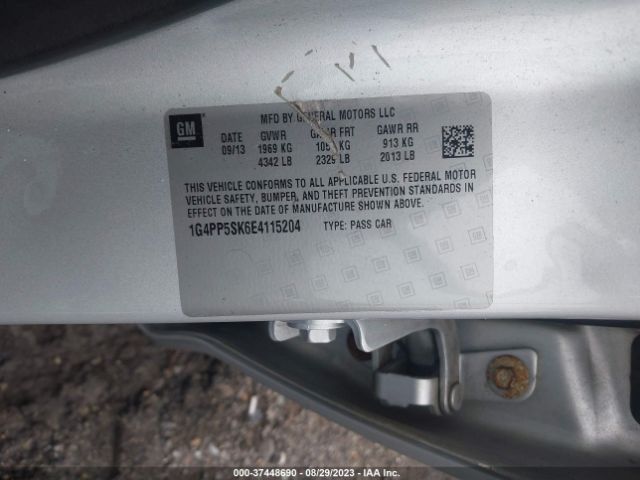 MFD BY GENERAL MOTORS LLC
GM
DATE GVWR GAWR FRT GAWR RR
09/13 1969 KG KG 913 KG
4342 LB 2329 LB 2013 LB
THIS VEHICLE CONFORMS TO ALL APPLICABLE U.S. FEDERAL MOTOR
VEHICLE SAFETY, BUMPER, AND THEFT PREVENTION STANDARDS IN
EFFECT ON THE DATE OF MANUFACTURE SHOWN ABOVE.
1G4PP5SK6E4115204 TYPE: PASS CAR
000-37448690 - 08/29/2023 - IAA Inc.